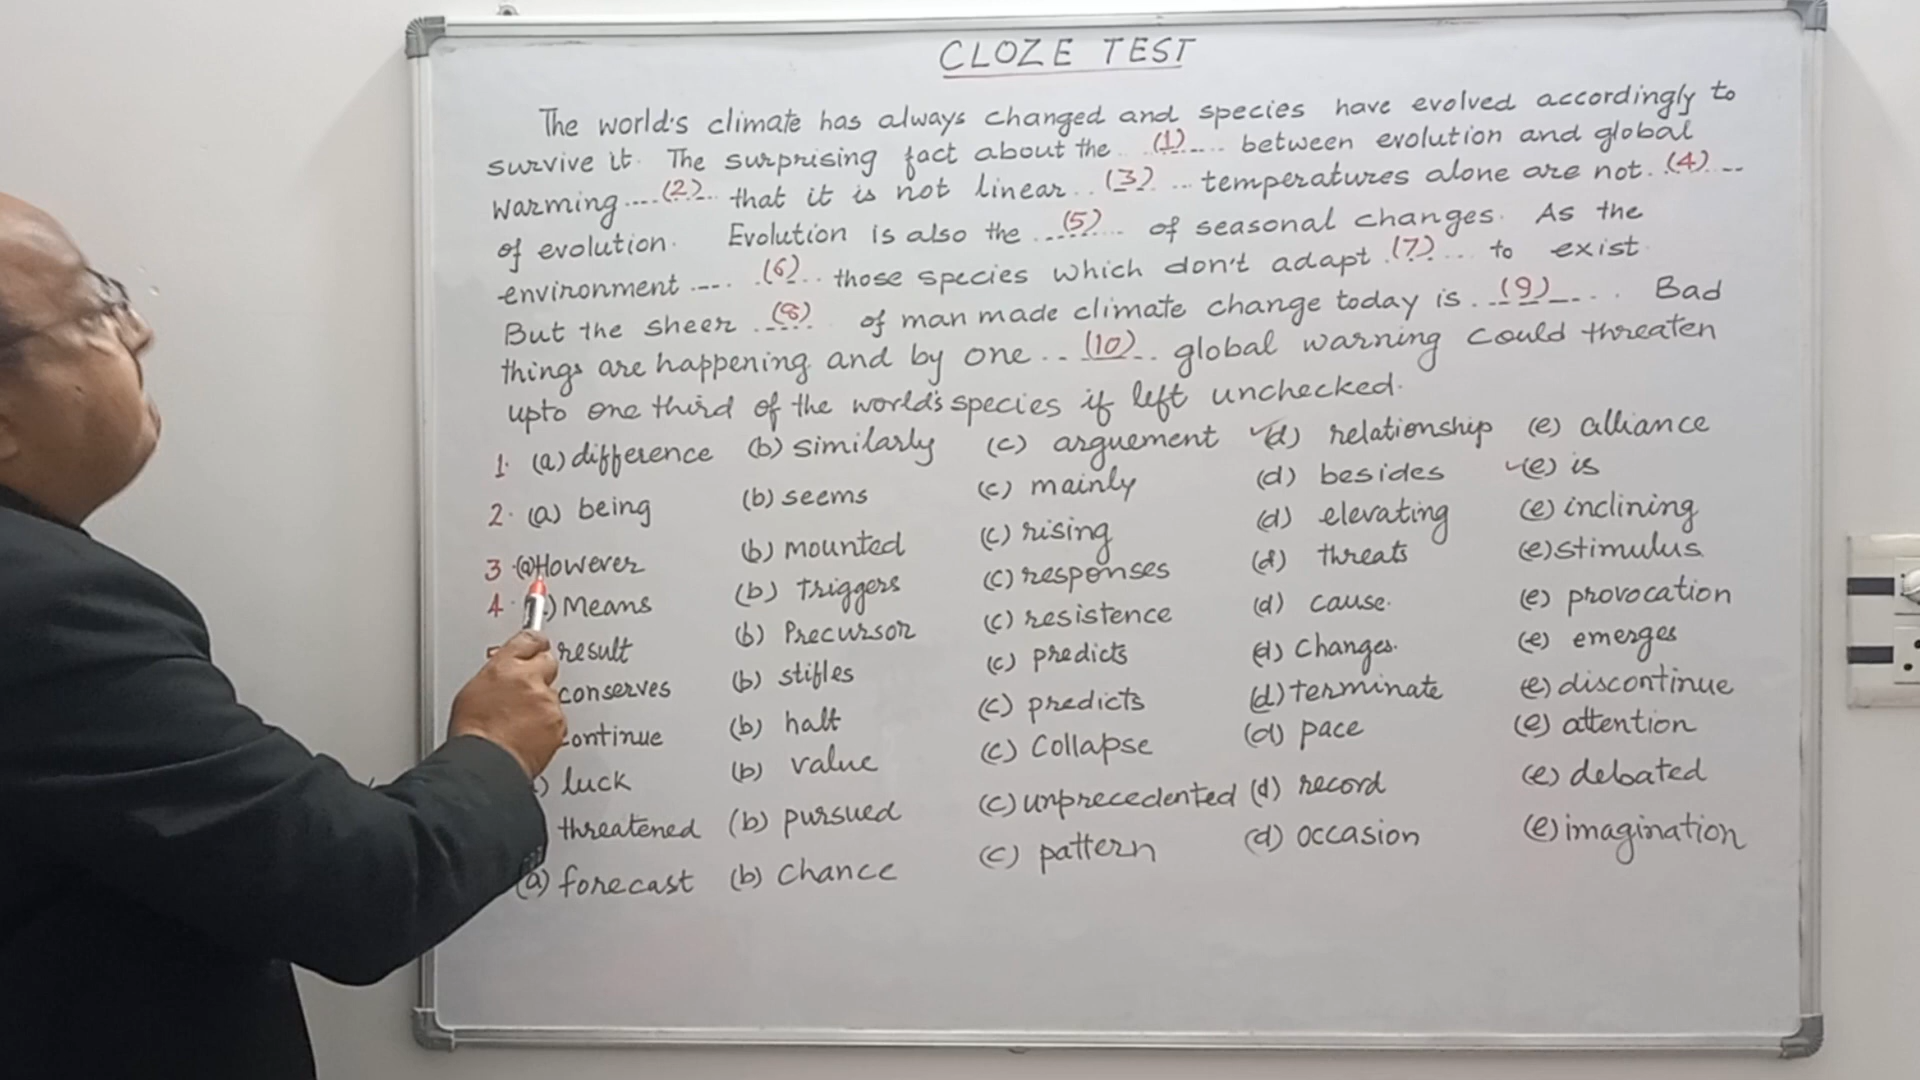 CLOZE TEST
The world's climate has always changed and species have evolved accordingly to
survive it. The surprising fact about the ...(1)..... between evolution and global
warming ....(2)... that it is not linear ..(3)... temperatures alone are not .(4)...
of evolution. Evolution is also the ...(5)... of seasonal changes. As the
environment ---. .(6).. those species which don't adapt .(7).... to exist.
But the sheer ..(8).. of man made climate change today is ..(9)..... Bad
things are happening and by one ..(10).. global warning could threaten
upto one third of the world's species if left unchecked.
1. (a) difference (b) similarly (c) arguement (d) relationship (e) alliance
2. (a) being (b) seems (c) mainly (d) besides (e) is
3. (a) However (b) mounted (c) rising (d) elevating (e) inclining
4. ) Means (b) triggers (c) responses (d) threats (e) stimulus
result (b) Precursor (c) resistence (d) cause. (e) provocation
conserves (b) stifles (c) predicts (d) Changes. (e) emerges
continue (b) halt (c) predicts (d) terminate (e) discontinue
) luck (b) value (c) Collapse (d) pace (e) attention
threatened (b) pursued (c) unprecedented (d) record (e) debated
(a) forecast (b) Chance (c) pattern (d) occasion (e) imagination